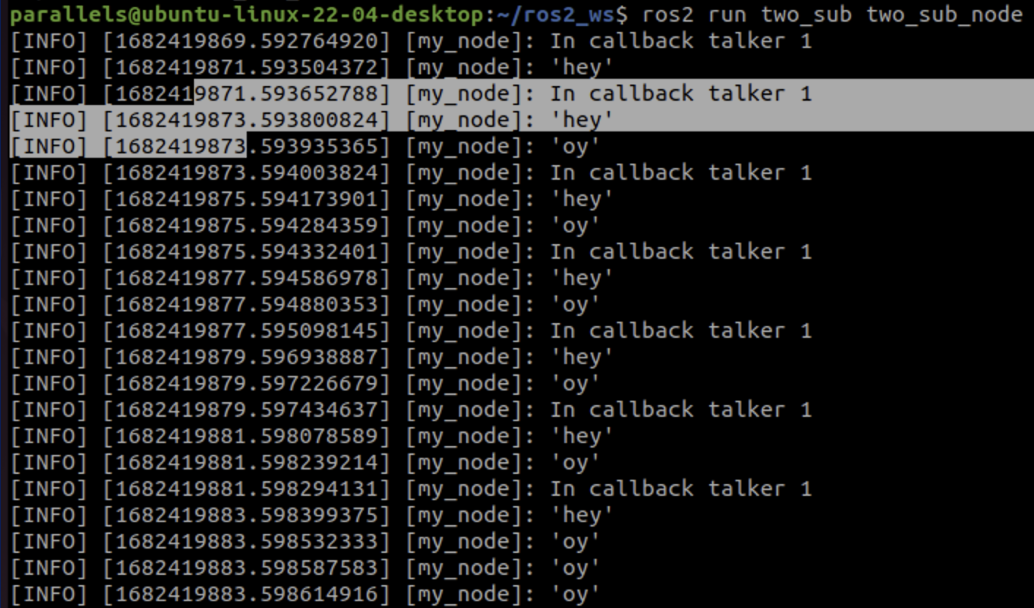 parallels@ubuntu-linux-22-04-desktop:~/ros2_ws$ ros2 run two_sub two_sub_node
[INFO] [1682419869.592764920] [my_node]: In callback talker 1
[INFO] [1682419871.593504372] [my_node]: 'hey'
[INFO] [1682419871.593652788] [my_node]: In callback talker 1
[INFO] [1682419873.593800824] [my_node]: 'hey'
[INFO] [1682419873.593935365] [my_node]: 'oy'
[INFO] [1682419873.594003824] [my_node]: In callback talker 1
[INFO] [1682419875.594173901] [my_node]: 'hey'
[INFO] [1682419875.594284359] [my_node]: 'oy'
[INFO] [1682419875.594332401] [my_node]: In callback talker 1
[INFO] [1682419877.594586978] [my_node]: 'hey'
[INFO] [1682419877.594880353] [my_node]: 'oy'
[INFO] [1682419877.595098145] [my_node]: In callback talker 1
[INFO] [1682419879.596938887] [my_node]: 'hey'
[INFO] [1682419879.597226679] [my_node]: 'oy'
[INFO] [1682419879.597434637] [my_node]: In callback talker 1
[INFO] [1682419881.598078589] [my_node]: 'hey'
[INFO] [1682419881.598239214] [my_node]: 'oy'
[INFO] [1682419881.598294131] [my_node]: In callback talker 1
[INFO] [1682419883.598399375] [my_node]: 'hey'
[INFO] [1682419883.598532333] [my_node]: 'oy'
[INFO] [1682419883.598587583] [my_node]: 'oy'
[INFO] [1682419883.598614916] [my_node]: 'oy'